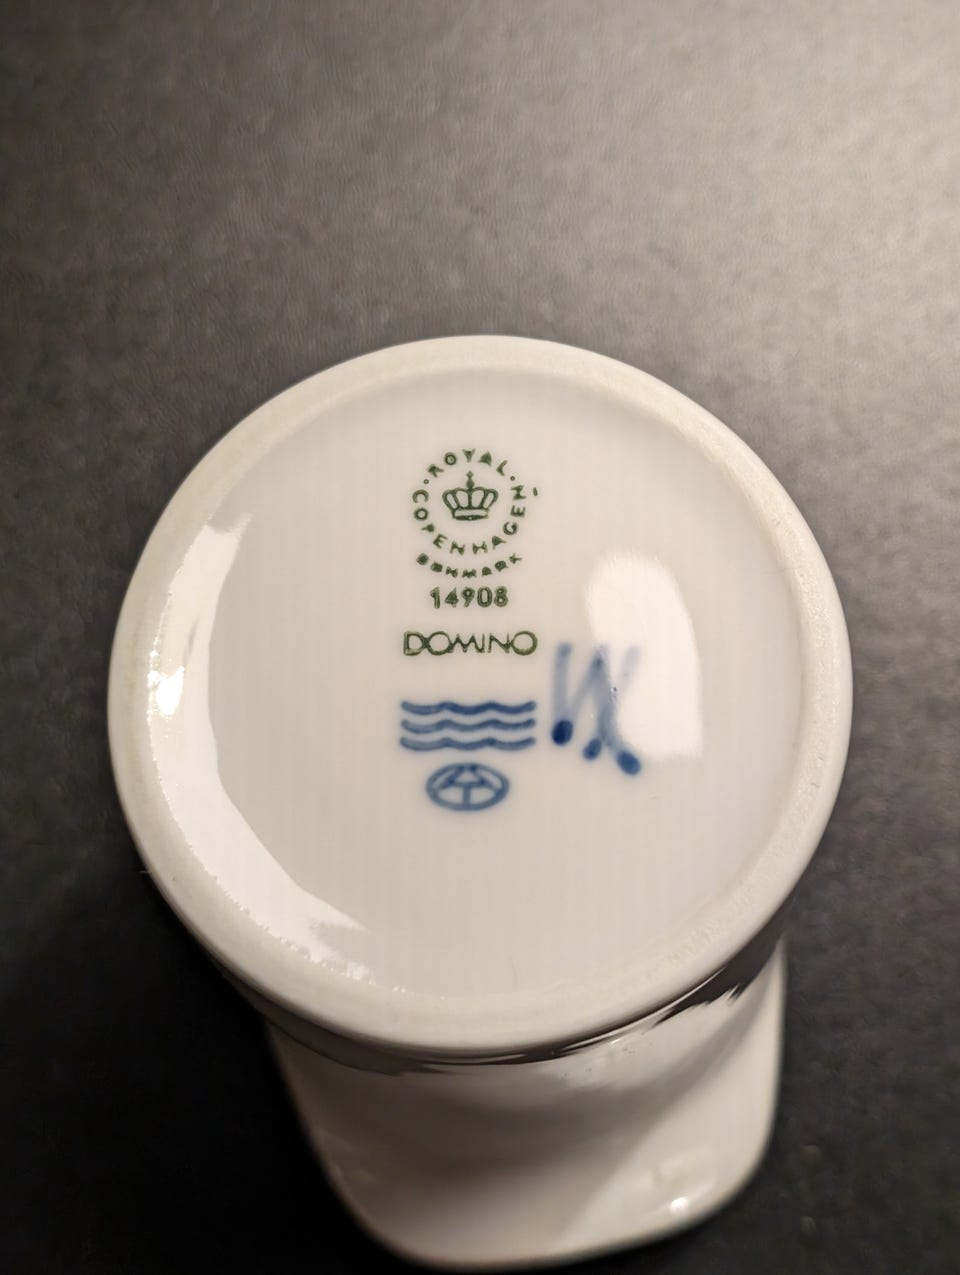 ROYAL
COPENHAGEN
DENMARK
14908
DOMINO